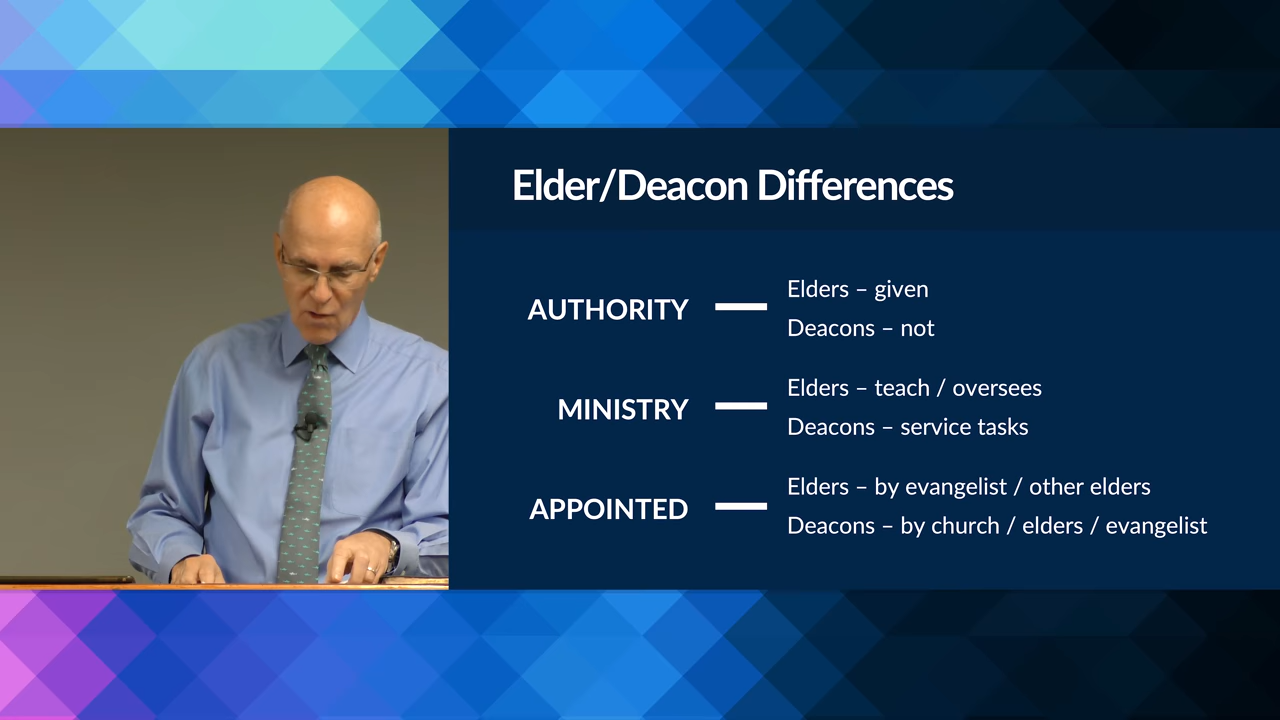 Elder/Deacon Differences
AUTHORITY
Elders – given
Deacons – not
MINISTRY
Elders – teach / oversees
Deacons – service tasks
APPOINTED
Elders – by evangelist / other elders
Deacons – by church / elders / evangelist